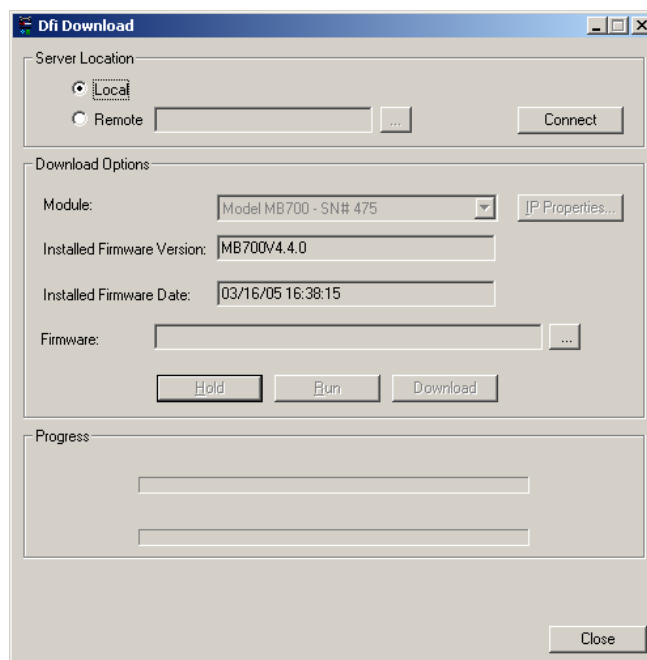 Dfi Download
Server Location
Local
Remote ... Connect
Download Options
Module: Model MB700 - SN# 475 IP Properties...
Installed Firmware Version: MB700V4.4.0
Installed Firmware Date: 03/16/05 16:38:15
Firmware: ...
Hold Run Download
Progress
Close